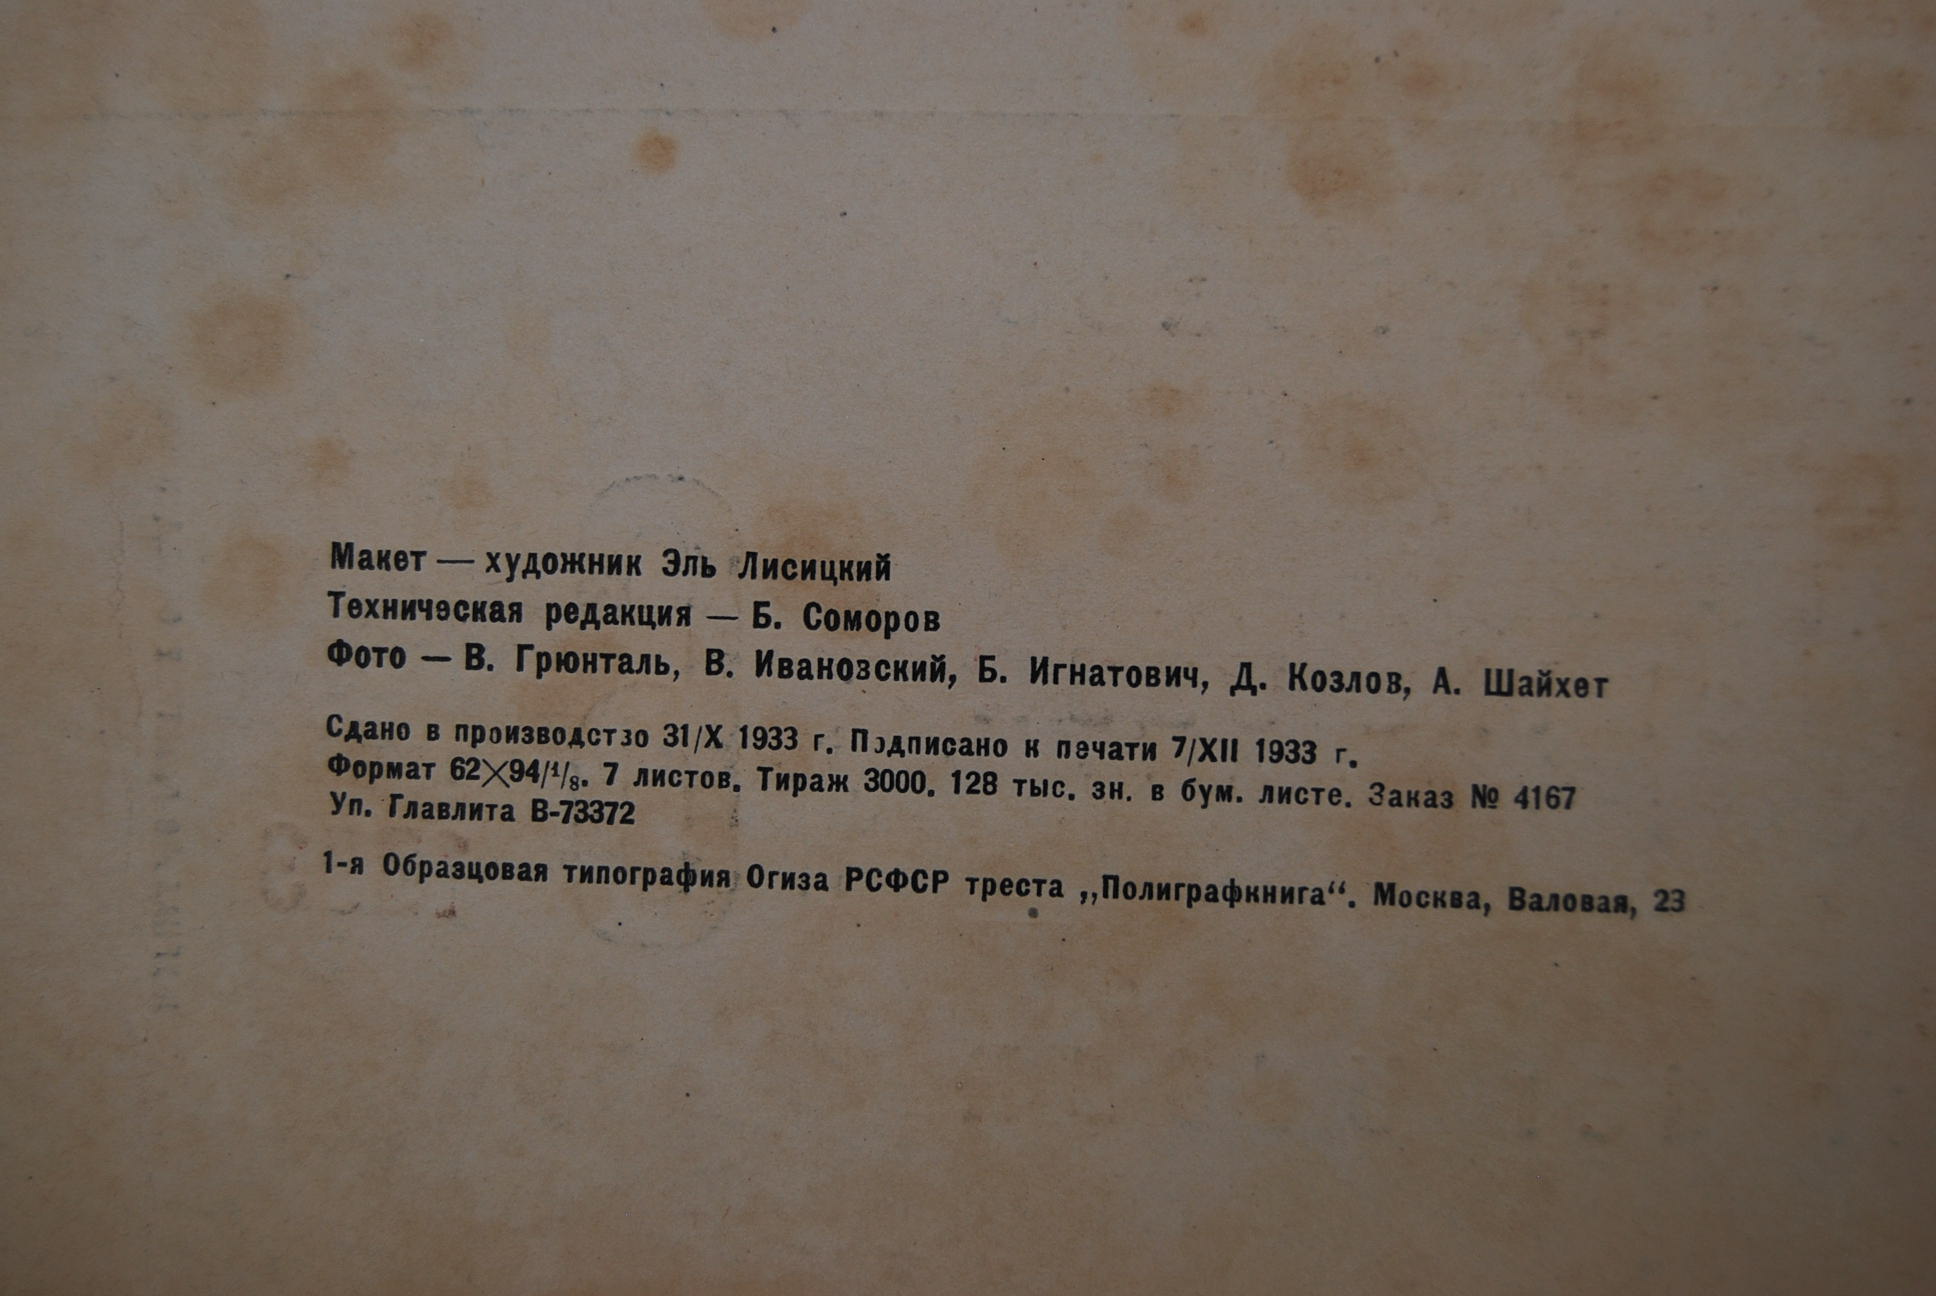 Макет — художник Эль Лисицкий
Техническая редакция — Б. Соморов
Фото — В. Грюнталь, В. Ивановский, Б. Игнатович, Д. Козлов, А. Шайхет
Сдано в производство 31/X 1933 г. Подписано к печати 7/XII 1933 г.
Формат 62×94/¹/₈. 7 листов. Тираж 3000. 128 тыс. зн. в бум. листе. Заказ № 4167
Уп. Главлита В-73372
1-я Образцовая типография Огиза РСФСР треста „Полиграфкнига“. Москва, Валовая, 23